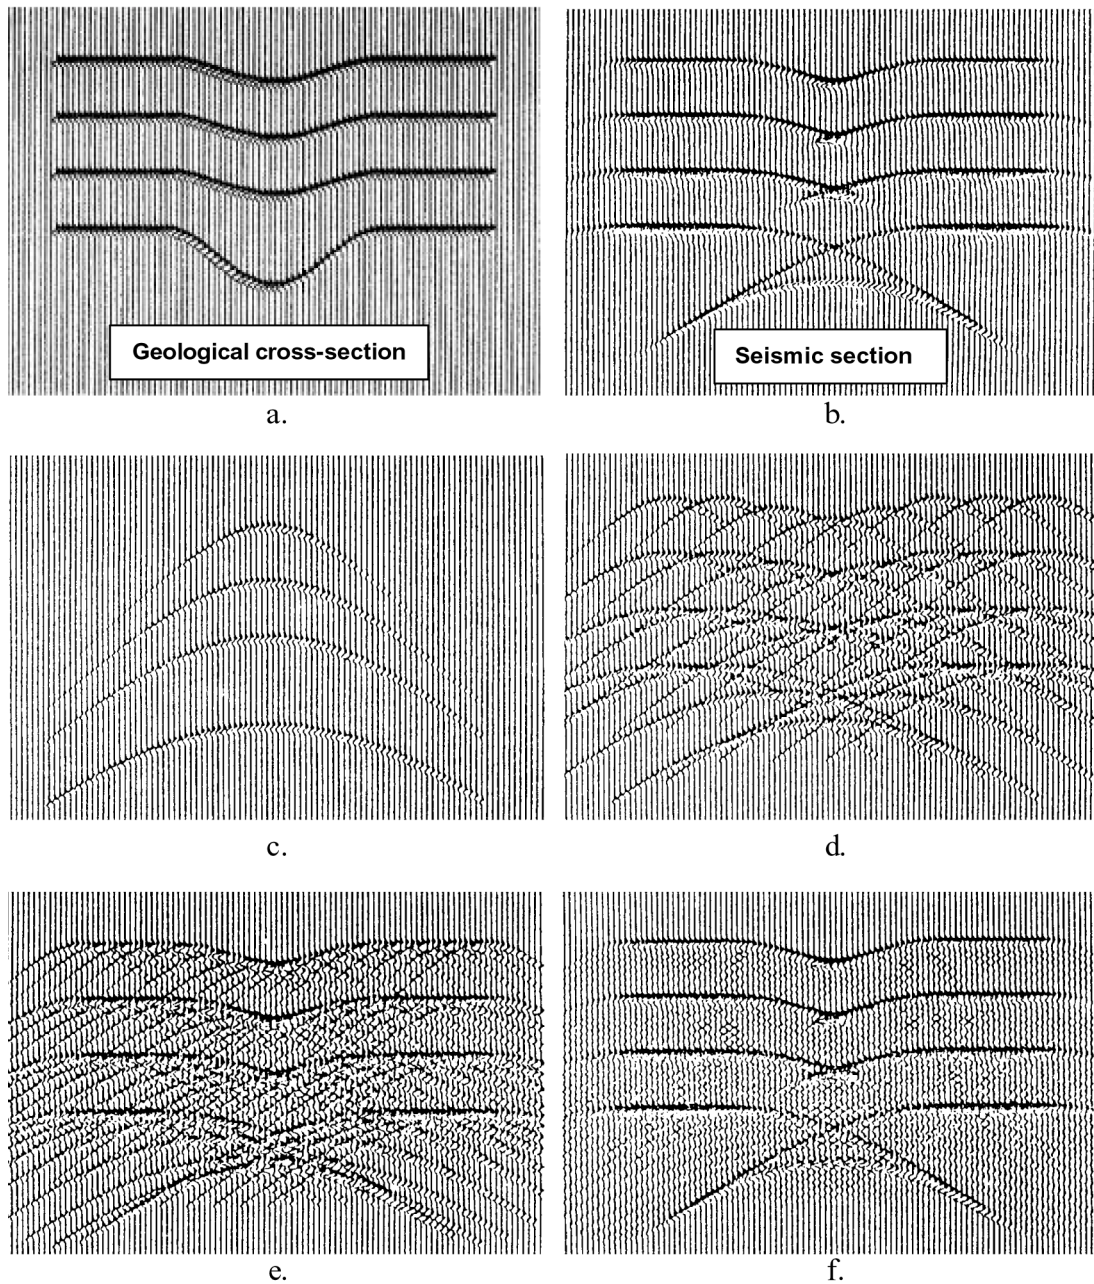 Geological cross-section
Seismic section
a.
b.
c.
d.
e.
f.